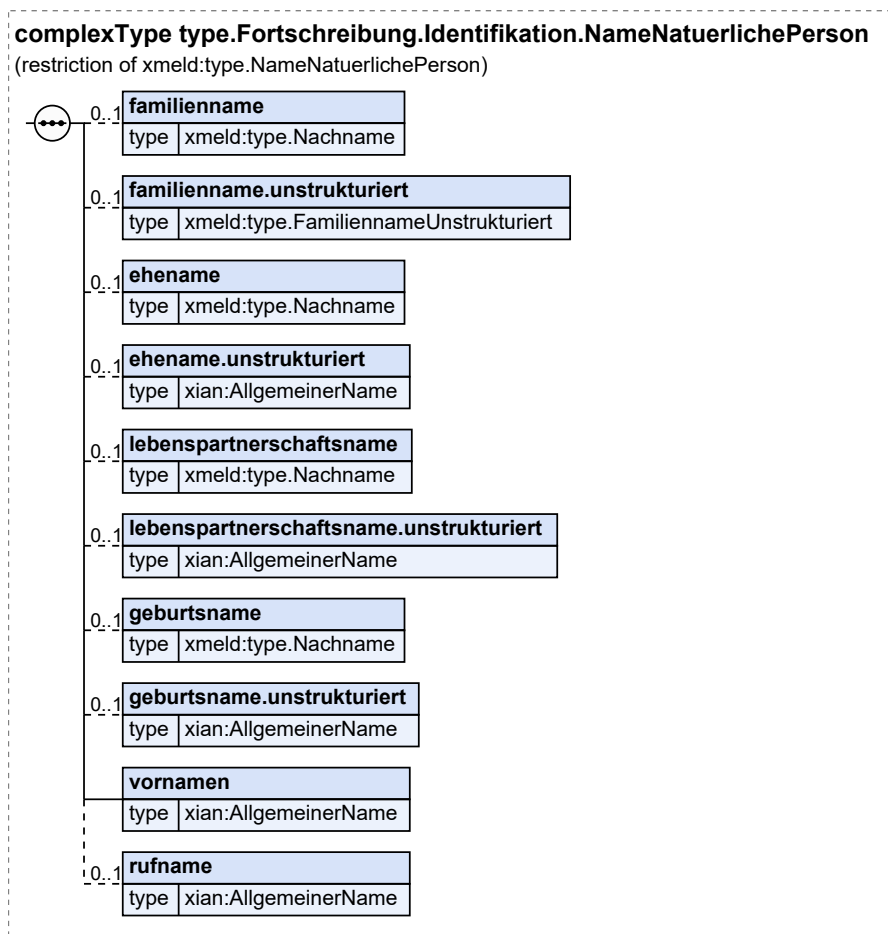 complexType type.Fortschreibung.Identifikation.NameNatuerlichePerson
(restriction of xmeld:type.NameNatuerlichePerson)
0..1 familienname
type xmeld:type.Nachname
0..1 familienname.unstrukturiert
type xmeld:type.FamiliennameUnstrukturiert
0..1 ehename
type xmeld:type.Nachname
0..1 ehename.unstrukturiert
type xian:AllgemeinerName
0..1 lebenspartnerschaftsname
type xmeld:type.Nachname
0..1 lebenspartnerschaftsname.unstrukturiert
type xian:AllgemeinerName
0..1 geburtsname
type xmeld:type.Nachname
0..1 geburtsname.unstrukturiert
type xian:AllgemeinerName
vornamen
type xian:AllgemeinerName
0..1 rufname
type xian:AllgemeinerName